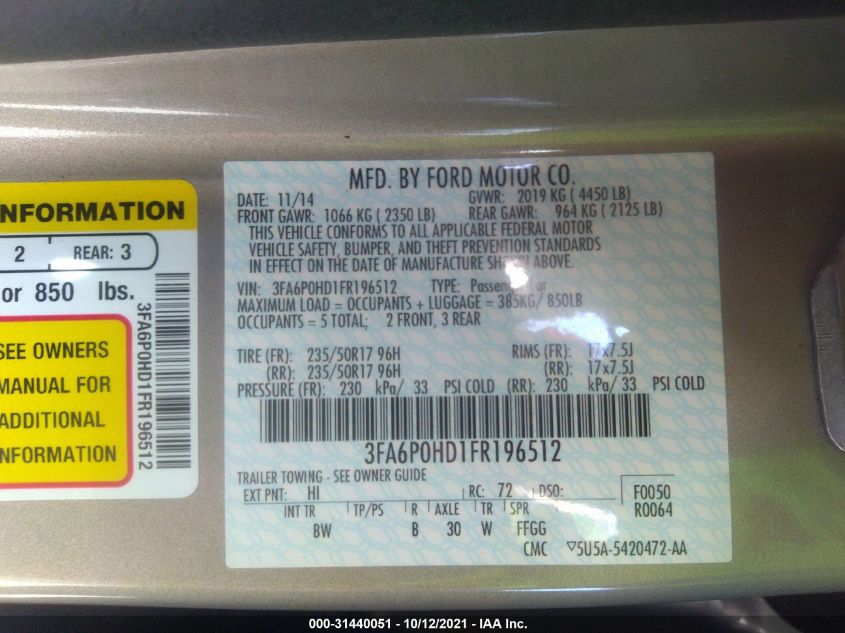 NFORMATION
2 REAR: 3
or 850 lbs.
SEE OWNERS
MANUAL FOR
ADDITIONAL
NFORMATION
3FA6P0HD1FR196512
MFD. BY FORD MOTOR CO.
DATE: 11/14 GVWR: 2019 KG ( 4450 LB)
FRONT GAWR: 1066 KG ( 2350 LB) REAR GAWR: 964 KG ( 2125 LB)
THIS VEHICLE CONFORMS TO ALL APPLICABLE FEDERAL MOTOR
VEHICLE SAFETY, BUMPER, AND THEFT PREVENTION STANDARDS
IN EFFECT ON THE DATE OF MANUFACTURE ABOVE.
VIN: 3FA6P0HD1FR196512 TYPE:
MAXIMUM LOAD = OCCUPANTS + LUGGAGE = 385KG/ 850LB
OCCUPANTS = 5 TOTAL; 2 FRONT, 3 REAR
TIRE (FR): 235/50R17 96H RIMS (FR): 17x7.5J
(RR): 235/50R17 96H (RR): 17x7.5J
PRESSURE (FR): 230 kPa/ 33 PSI COLD (RR): 230 kPa/ 33 PSI COLD
3FA6P0HD1FR196512
TRAILER TOWING - SEE OWNER GUIDE
EXT PNT: HI RC: 72 DSO: F0050
R0064
INT TR TP/PS R AXLE TR SPR
BW B 30 W FFGG
CMC ▽5U5A-5420472-AA
000-31440051 - 10/12/2021 - IAA Inc.